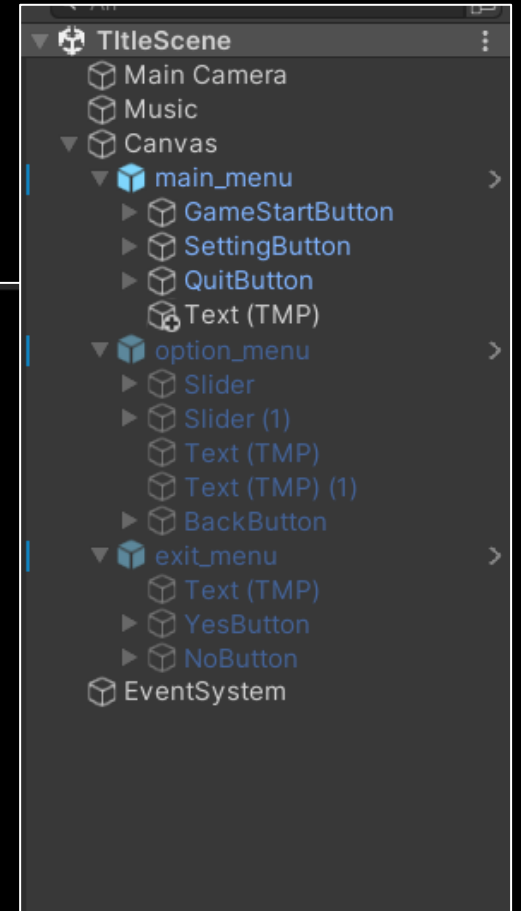 TItleScene
Main Camera
Music
Canvas
main_menu
GameStartButton
SettingButton
QuitButton
Text (TMP)
option_menu
Slider
Slider (1)
Text (TMP)
Text (TMP) (1)
BackButton
exit_menu
Text (TMP)
YesButton
NoButton
EventSystem